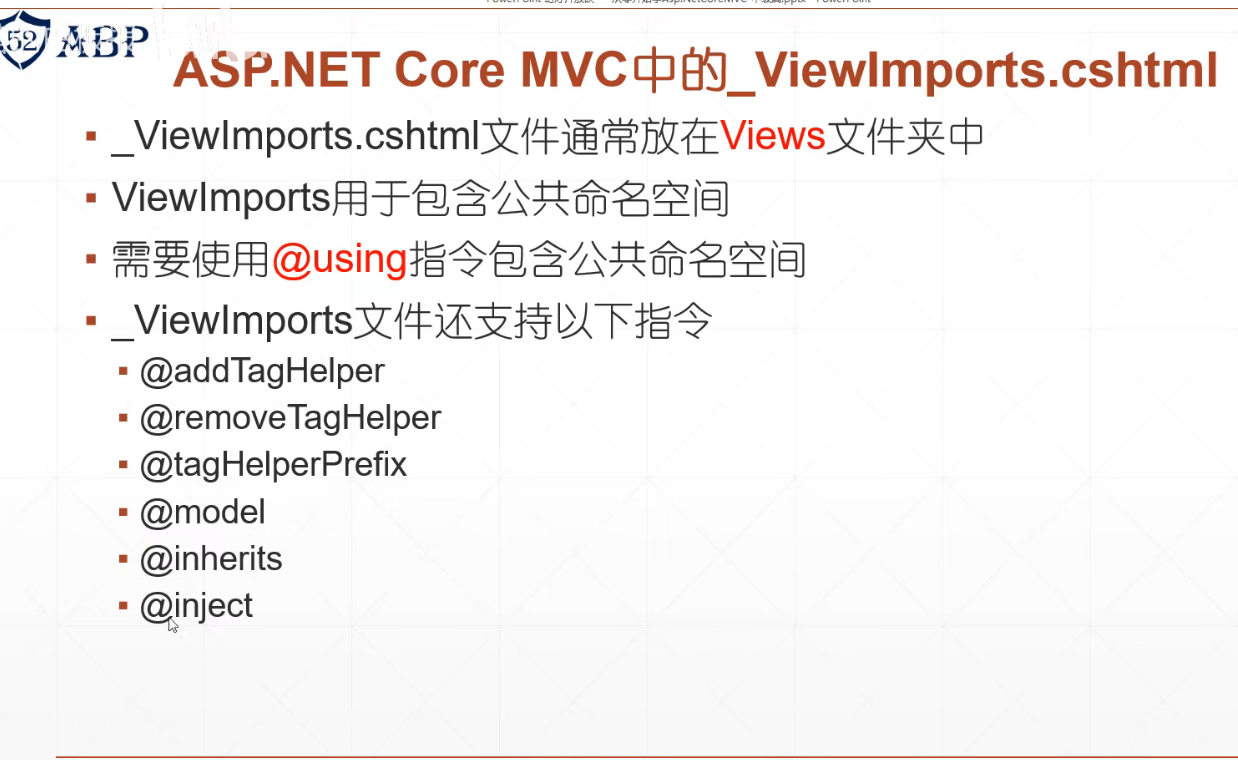 52ABP
ASP.NET Core MVC中的_ViewImports.cshtml
_ViewImports.cshtml文件通常放在Views文件夹中
ViewImports用于包含公共命名空间
需要使用@using指令包含公共命名空间
_ViewImports文件还支持以下指令
@addTagHelper
@removeTagHelper
@tagHelperPrefix
@model
@inherits
@inject